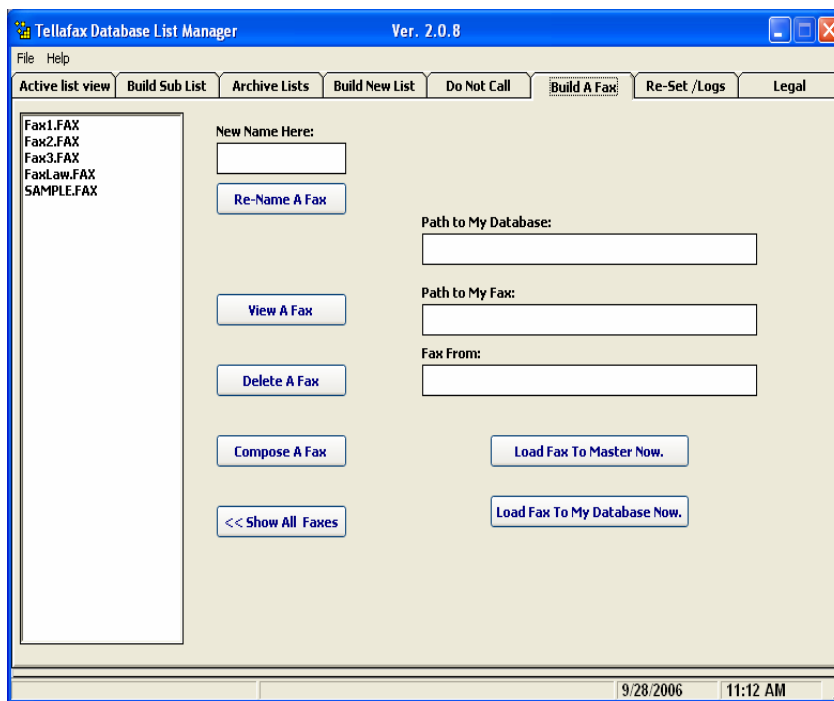 Tellafax Database List Manager Ver. 2.0.8
File Help
Active list view Build Sub List Archive Lists Build New List Do Not Call Build A Fax Re-Set /Logs Legal
Fax1.FAX
Fax2.FAX
Fax3.FAX
FaxLaw.FAX
SAMPLE.FAX
New Name Here:
Re-Name A Fax
Path to My Database:
View A Fax
Path to My Fax:
Fax From:
Delete A Fax
Compose A Fax
Load Fax To Master Now.
<< Show All Faxes
Load Fax To My Database Now.
9/28/2006 11:12 AM